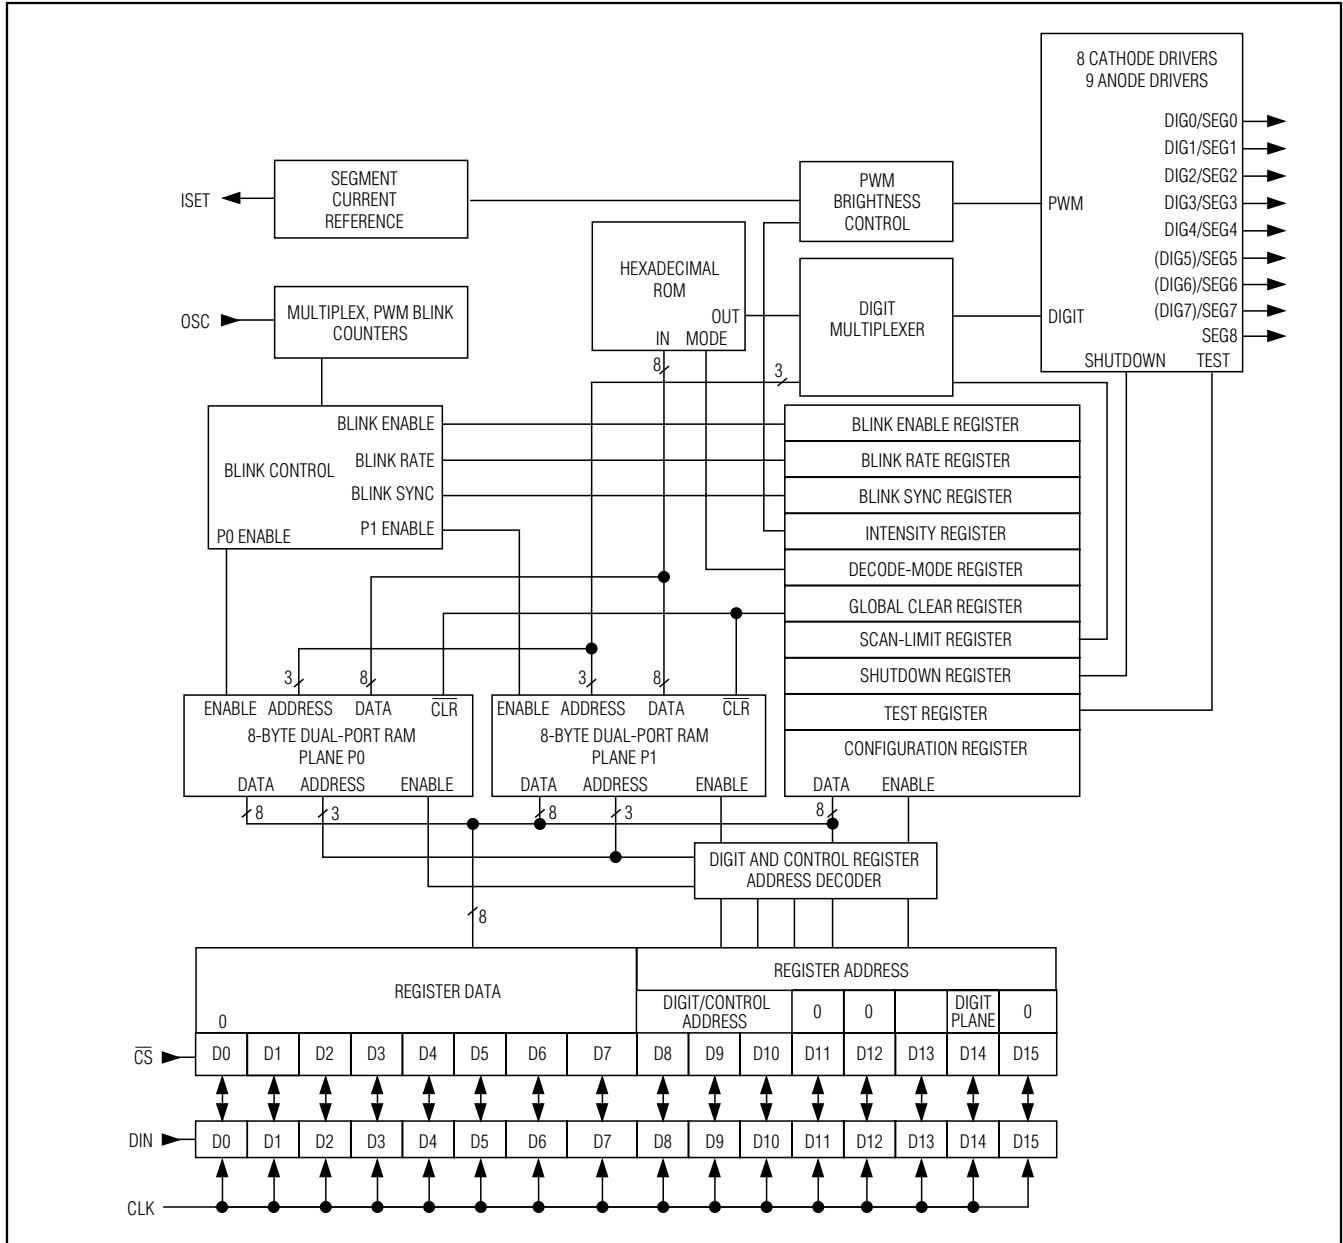 8 CATHODE DRIVERS
9 ANODE DRIVERS
DIG0/SEG0
DIG1/SEG1
DIG2/SEG2
DIG3/SEG3
DIG4/SEG4
(DIG5)/SEG5
(DIG6)/SEG6
(DIG7)/SEG7
SEG8
PWM
DIGIT
SHUTDOWN
TEST
ISET
SEGMENT
CURRENT
REFERENCE
PWM
BRIGHTNESS
CONTROL
HEXADECIMAL
ROM
OUT
IN
MODE
8
DIGIT
MULTIPLEXER
3
OSC
MULTIPLEX, PWM BLINK
COUNTERS
BLINK ENABLE
BLINK CONTROL
BLINK RATE
BLINK SYNC
P0 ENABLE
P1 ENABLE
BLINK ENABLE REGISTER
BLINK RATE REGISTER
BLINK SYNC REGISTER
INTENSITY REGISTER
DECODE-MODE REGISTER
GLOBAL CLEAR REGISTER
SCAN-LIMIT REGISTER
SHUTDOWN REGISTER
TEST REGISTER
CONFIGURATION REGISTER
DATA
ENABLE
8
3
8
3
8
ENABLE ADDRESS DATA CLR
8-BYTE DUAL-PORT RAM
PLANE P0
DATA ADDRESS ENABLE
8
3
ENABLE ADDRESS DATA CLR
8-BYTE DUAL-PORT RAM
PLANE P1
DATA ADDRESS ENABLE
8
3
DIGIT AND CONTROL REGISTER
ADDRESS DECODER
8
REGISTER DATA
0
REGISTER ADDRESS
DIGIT/CONTROL
ADDRESS
0
0
DIGIT
PLANE
0
CS
D0 D1 D2 D3 D4 D5 D6 D7 D8 D9 D10 D11 D12 D13 D14 D15
DIN
D0 D1 D2 D3 D4 D5 D6 D7 D8 D9 D10 D11 D12 D13 D14 D15
CLK